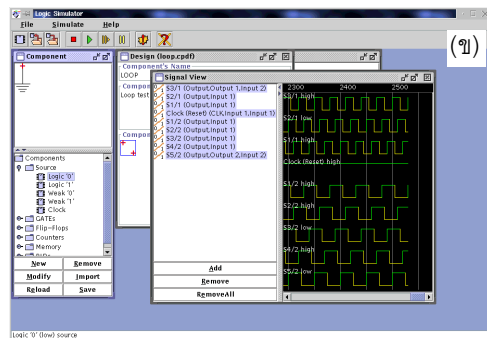 Logic Simulator
File Simulate Help
(ข)
Component
Design (loop.cpdf)
Component's Name
LOOP
Loop test
Signal View
S3/1 (Output,Output 1,Input 2)
S2/1 (Output,Input 1)
S1/1 (Output,Input 1)
Clock (Reset) (CLK,Input 1,Input 1)
S1/2 (Output,Input 1)
S2/2 (Output,Input 1)
S3/2 (Output,Input 1)
S4/2 (Output,Input 1)
S5/2 (Output,Output 2,Input 2)
2300 2400 2500
S3/1 high
S2/1 low
S1/1 high
Clock (Reset) high
S1/2 high
S2/2 high
S3/2 low
S4/2 high
S5/2 low
Components
Source
Logic '0'
Logic '1'
Weak '0'
Weak '1'
Clock
GATEs
Flip-Flops
Counters
Memory
New Remove
Modify Import
Reload Save
Add
Remove
RemoveAll
Logic '0' (low) source